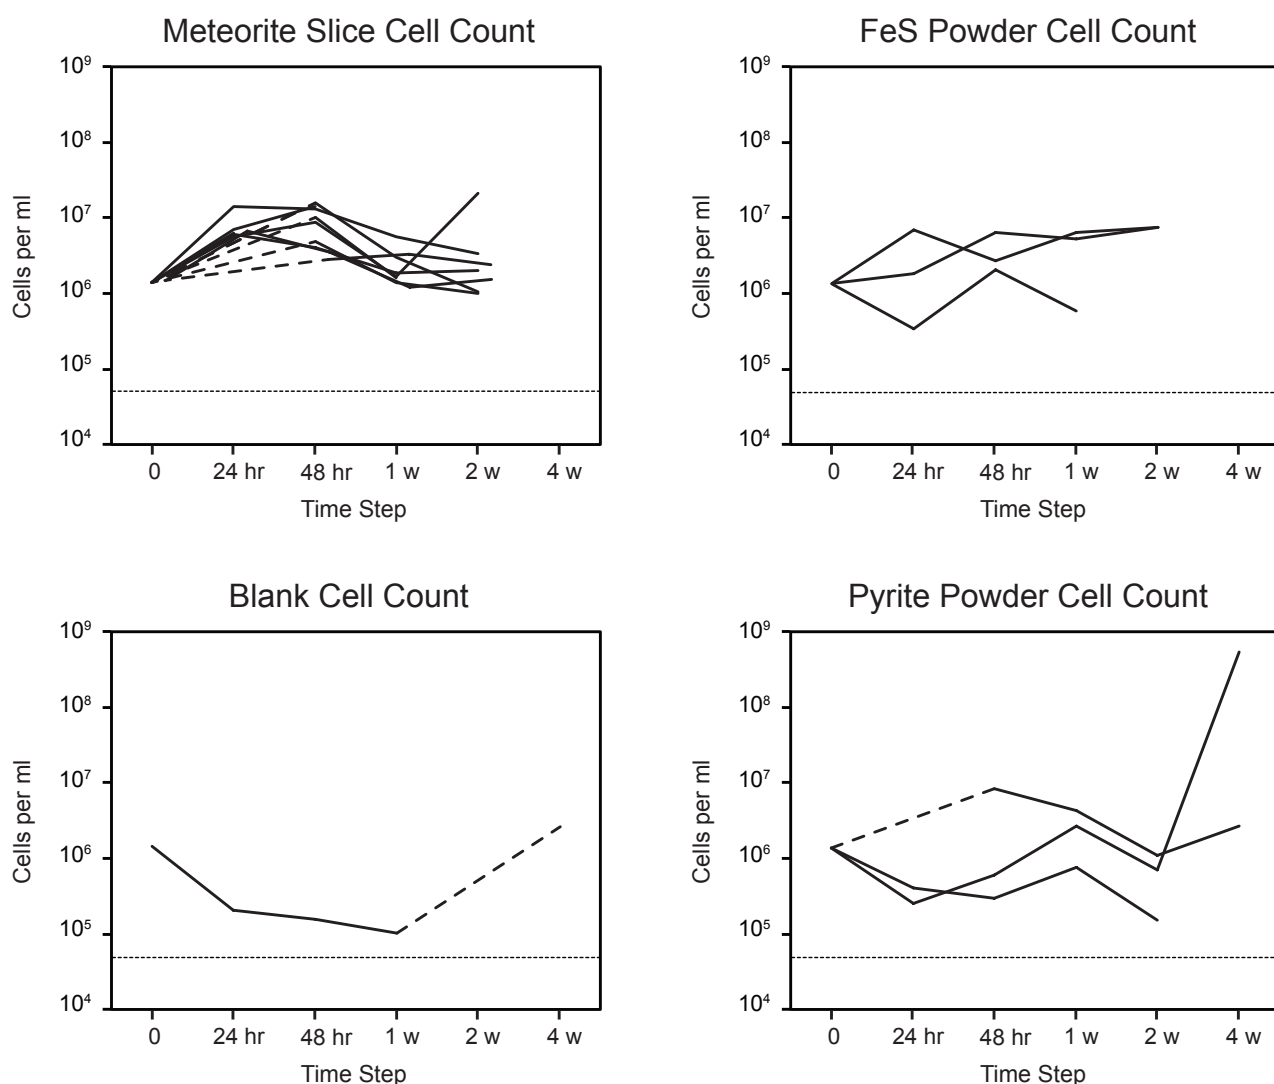 Meteorite Slice Cell Count
Cells per ml
10⁹
10⁸
10⁷
10⁶
10⁵
10⁴
0 24 hr 48 hr 1 w 2 w 4 w
Time Step
FeS Powder Cell Count
Cells per ml
10⁹
10⁸
10⁷
10⁶
10⁵
10⁴
0 24 hr 48 hr 1 w 2 w 4 w
Time Step
Blank Cell Count
Cells per ml
10⁹
10⁸
10⁷
10⁶
10⁵
10⁴
0 24 hr 48 hr 1 w 2 w 4 w
Time Step
Pyrite Powder Cell Count
Cells per ml
10⁹
10⁸
10⁷
10⁶
10⁵
10⁴
0 24 hr 48 hr 1 w 2 w 4 w
Time Step